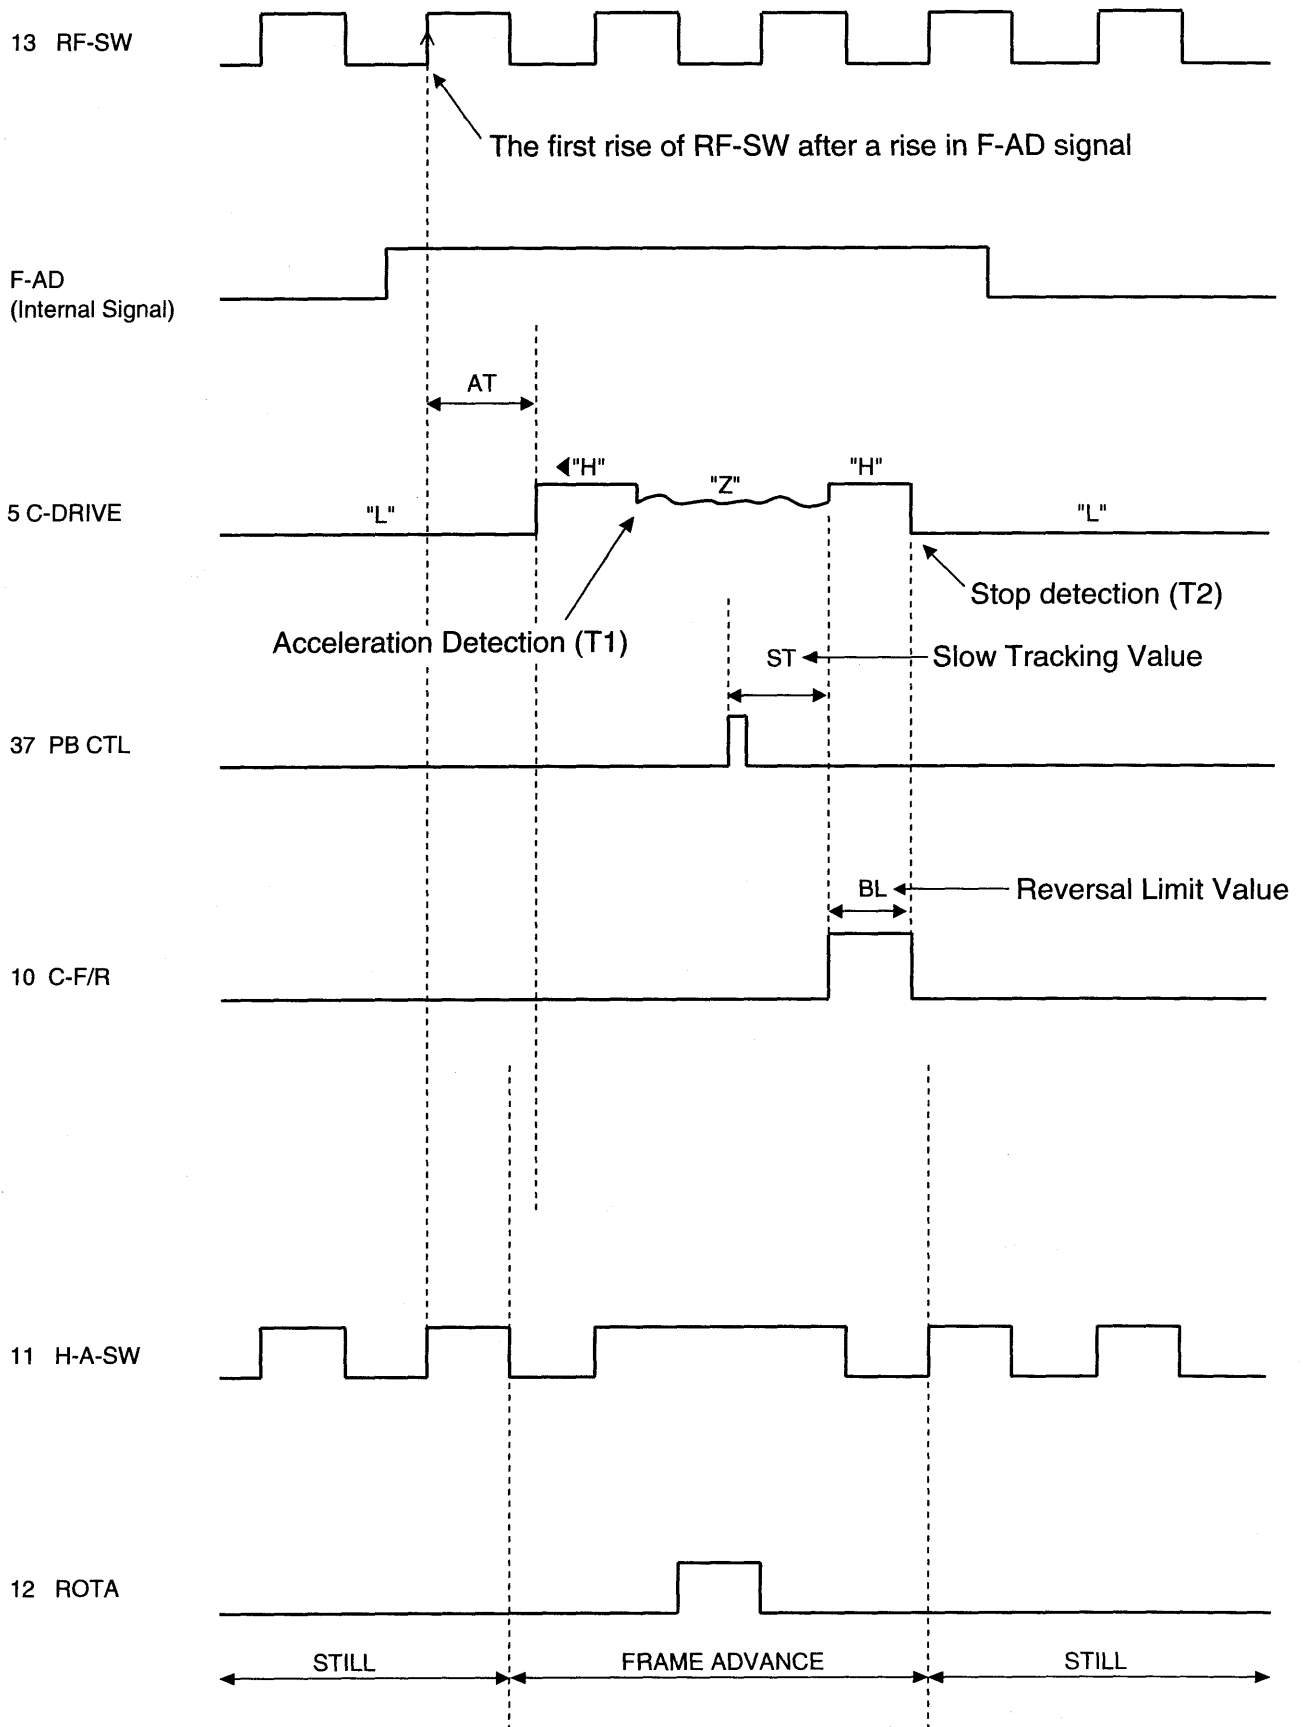 13 RF-SW
The first rise of RF-SW after a rise in F-AD signal
F-AD
(Internal Signal)
AT
5 C-DRIVE
"L"
"H"
"Z"
"H"
"L"
Acceleration Detection (T1)
Stop detection (T2)
ST
Slow Tracking Value
37 PB CTL
BL
Reversal Limit Value
10 C-F/R
11 H-A-SW
12 ROTA
STILL
FRAME ADVANCE
STILL